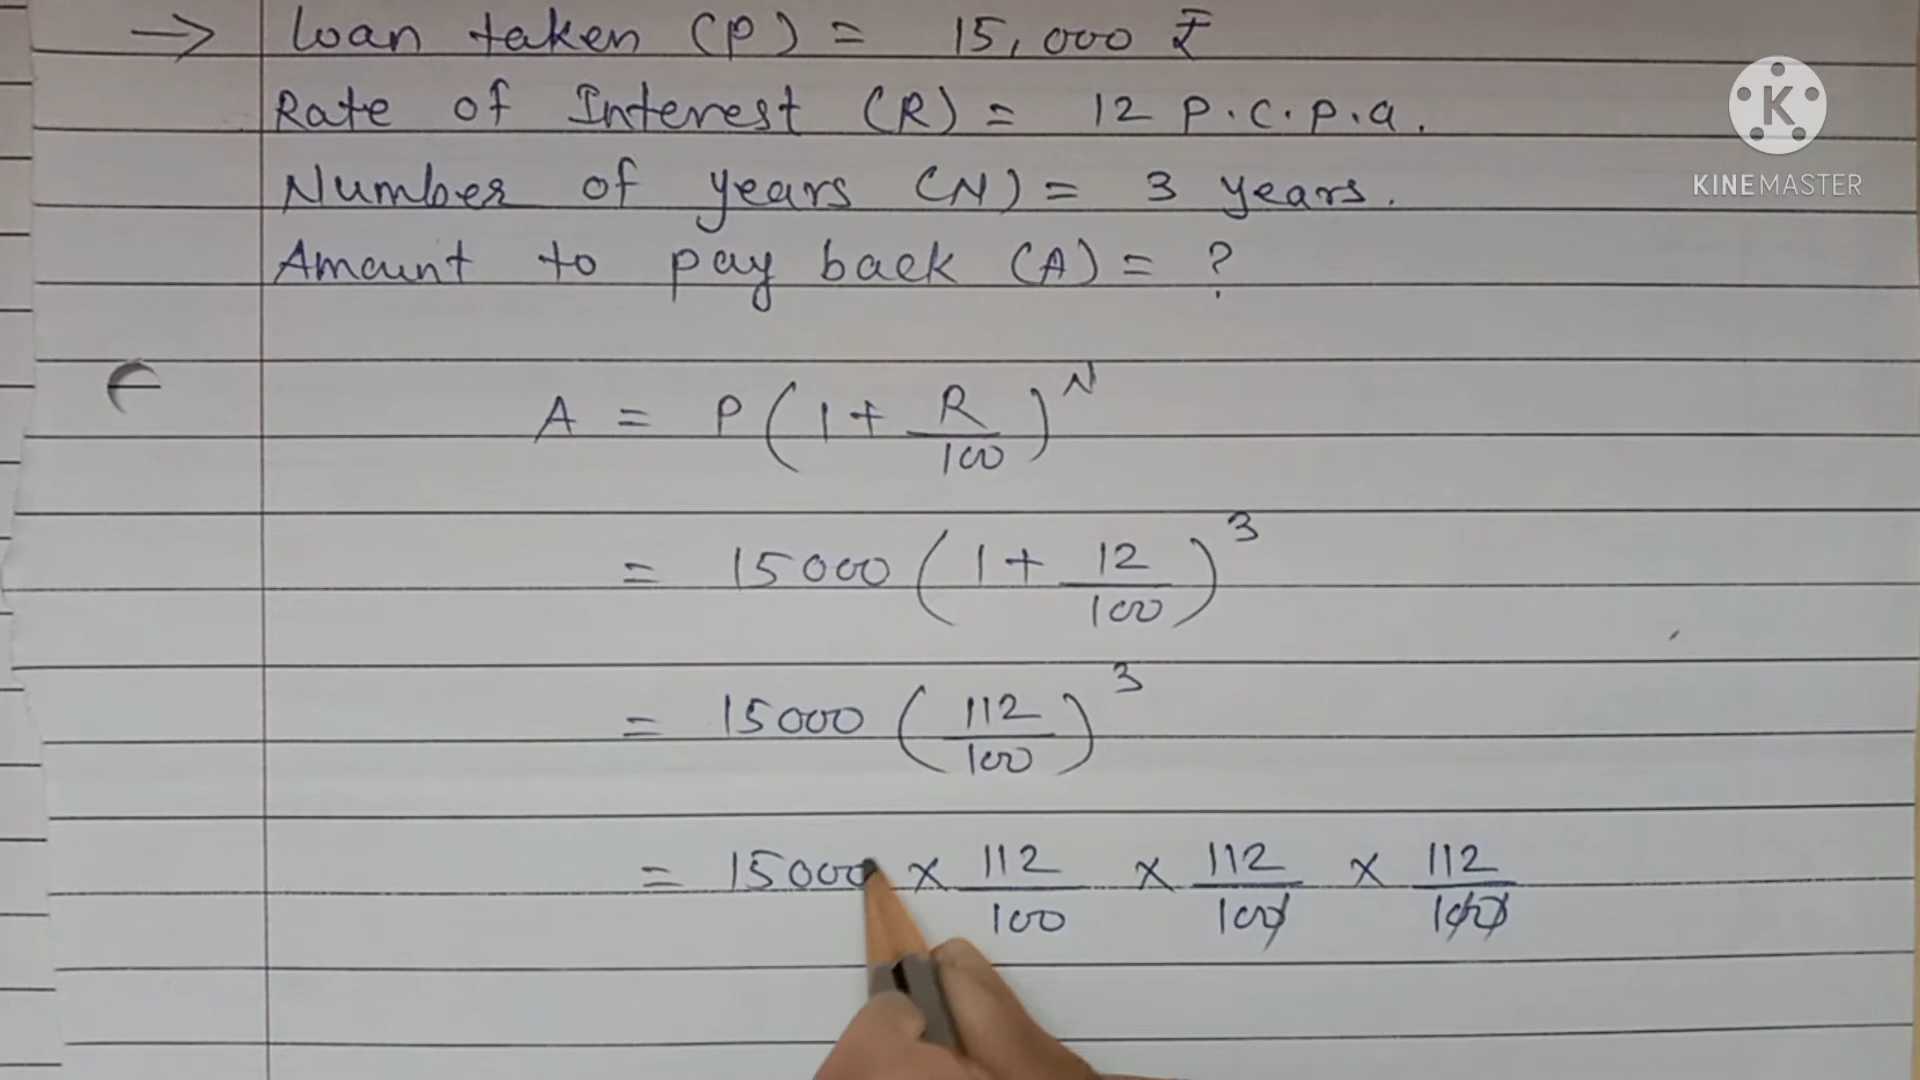 → Loan taken (P) = 15,000 ₹
Rate of Interest (R) = 12 p.c.p.a.
Number of years (N) = 3 years.
Amount to pay back (A) = ?
A = P(1 + R/100)^N
= 15000 (1 + 12/100)^3
= 15000 (112/100)^3
= 15000 × 112/100 × 112/100 × 112/100
K
KINEMASTER